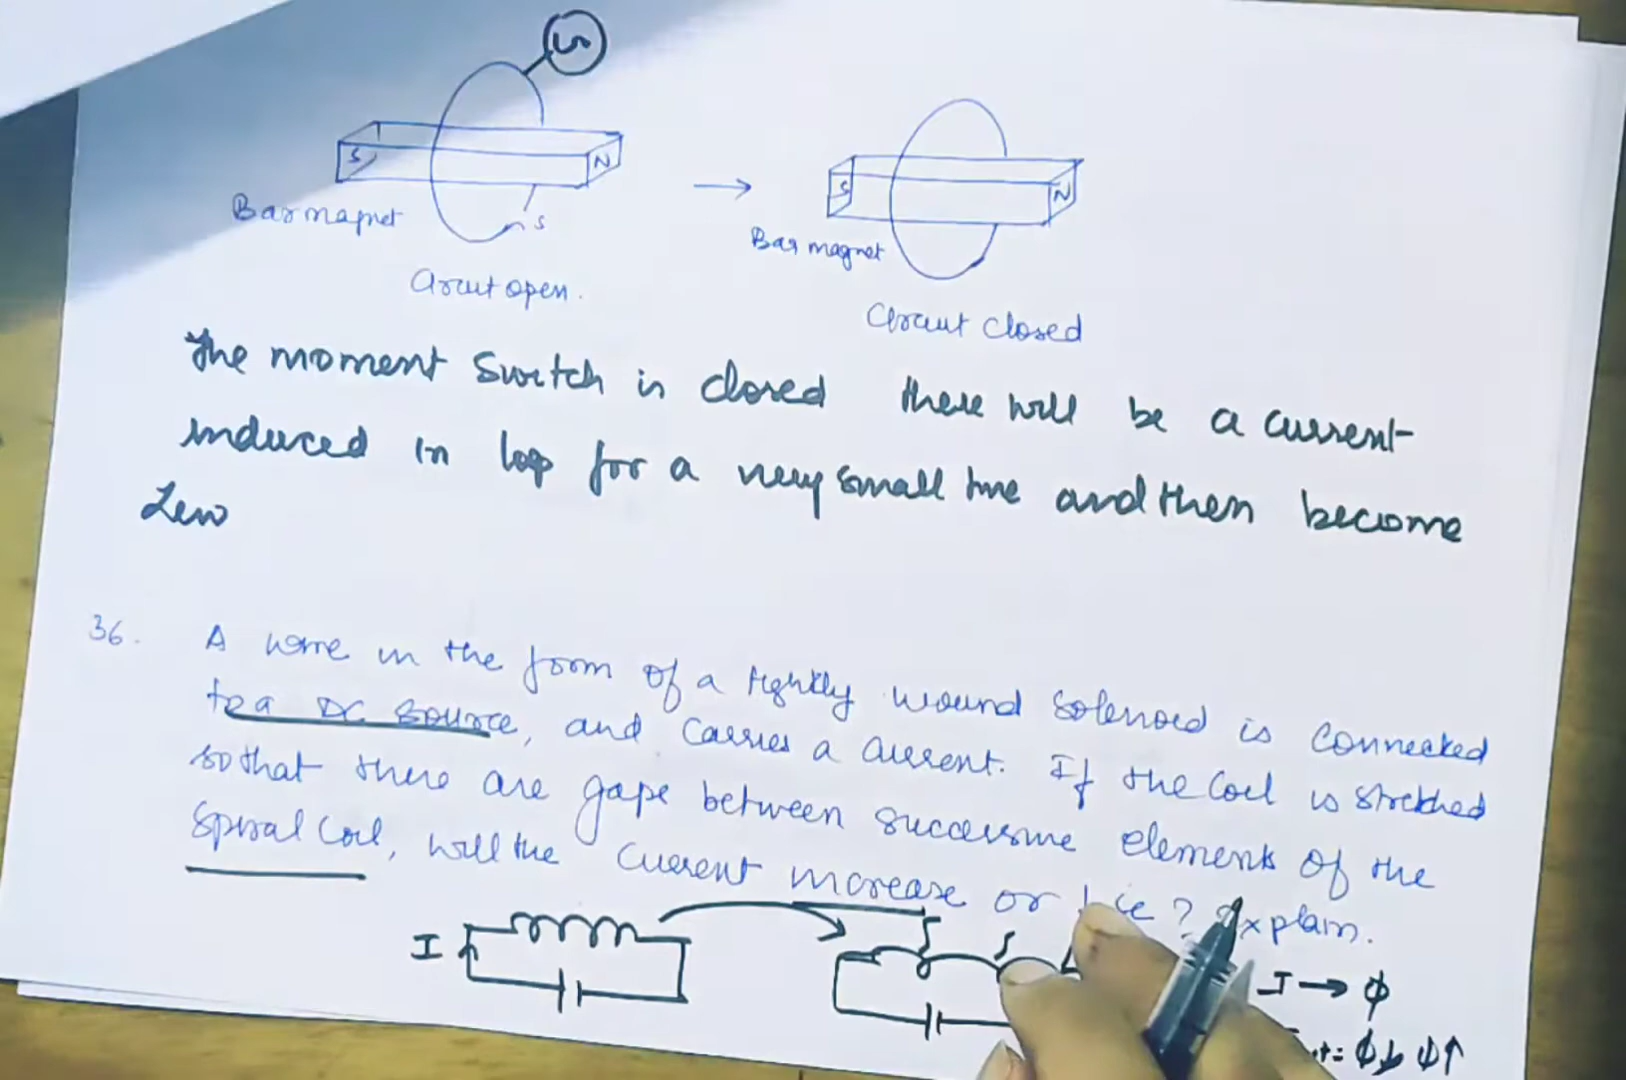 S
N
S
N
Bar magnet
s
Bar magnet
Circuit open.
Circuit closed
The moment switch is closed there will be a current
induced in loop for a very small time and then become
Zero
36. A wire in the form of a tightly wound solenoid is connected
to a DC source, and carries a current. If the coil is stretched
so that there are gaps between successive elements of the
spiral coil, will the current increase or ? Explain.
I
I → ϕ
= ϕ↓ ↓↑